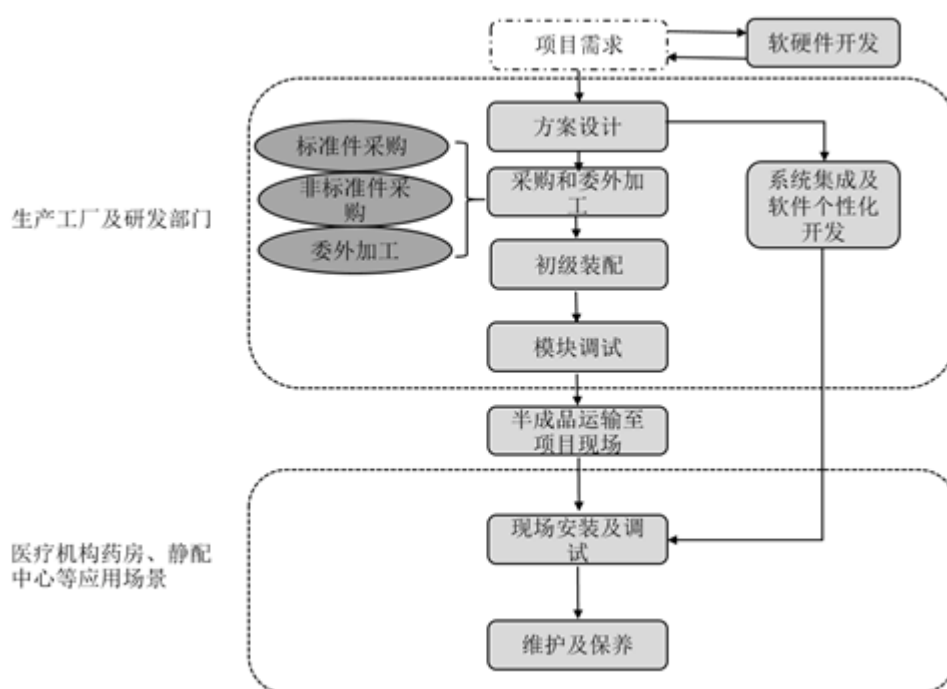 项目需求
软硬件开发
方案设计
标准件采购
非标准件采
购
委外加工
采购和委外加
工
系统集成及
软件个性化
开发
生产工厂及研发部门
初级装配
模块调试
半成品运输至
项目现场
现场安装及调
试
医疗机构药房、静配
中心等应用场景
维护及保养